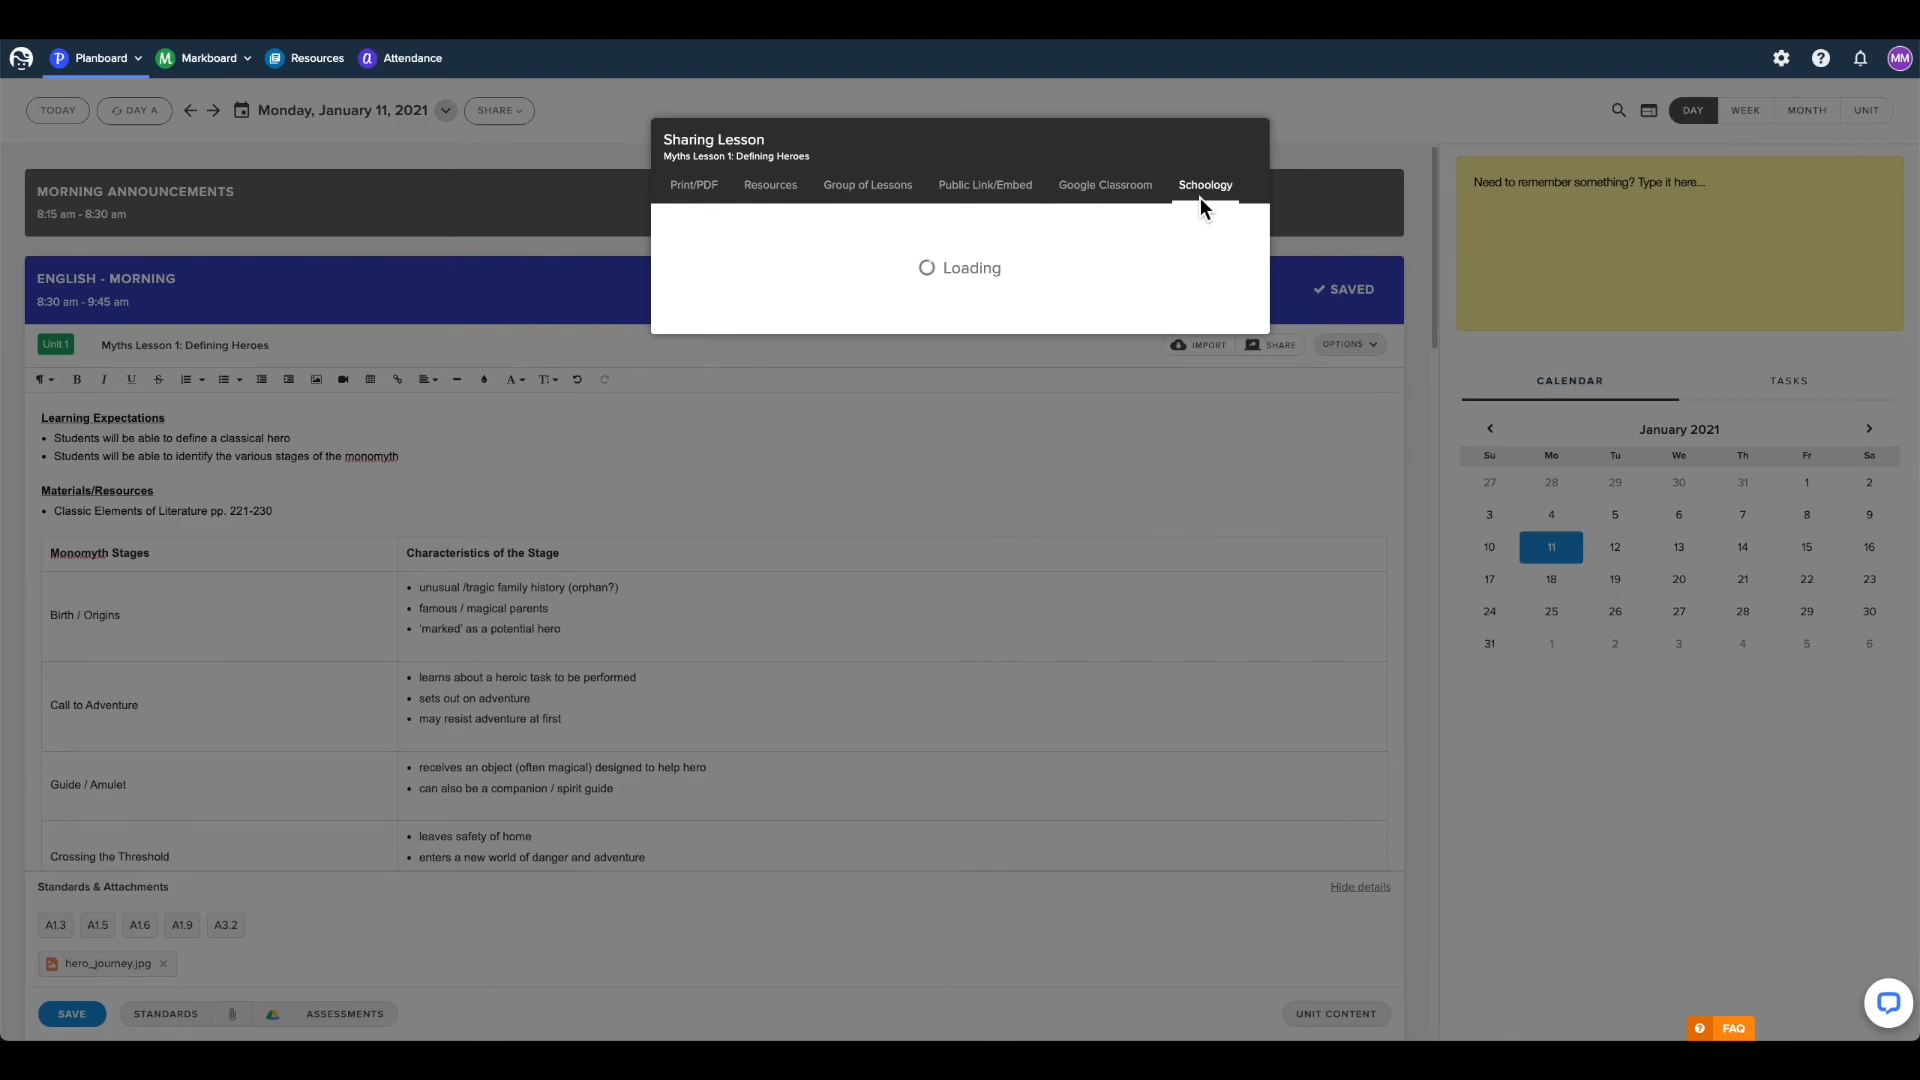 Planboard Markboard Resources Attendance MM
TODAY DAY A Monday, January 11, 2021 SHARE DAY WEEK MONTH UNIT
Sharing Lesson
Myths Lesson 1: Defining Heroes
Print/PDF Resources Group of Lessons Public Link/Embed Google Classroom Schoology
Loading
MORNING ANNOUNCEMENTS
8:15 am - 8:30 am
ENGLISH - MORNING
8:30 am - 9:45 am
SAVED
Unit 1 Myths Lesson 1: Defining Heroes IMPORT SHARE OPTIONS
Learning Expectations
• Students will be able to define a classical hero
• Students will be able to identify the various stages of the monomyth
Materials/Resources
• Classic Elements of Literature pp. 221-230
Monomyth Stages Characteristics of the Stage
Birth / Origins
• unusual /tragic family history (orphan?)
• famous / magical parents
• 'marked' as a potential hero
Call to Adventure
• learns about a heroic task to be performed
• sets out on adventure
• may resist adventure at first
Guide / Amulet
• receives an object (often magical) designed to help hero
• can also be a companion / spirit guide
Crossing the Threshold
• leaves safety of home
• enters a new world of danger and adventure
Standards & Attachments Hide details
A1.3 A1.5 A1.6 A1.9 A3.2
hero_journey.jpg
SAVE STANDARDS ASSESSMENTS UNIT CONTENT
Need to remember something? Type it here...
CALENDAR TASKS
January 2021
Su Mo Tu We Th Fr Sa
27 28 29 30 31 1 2
3 4 5 6 7 8 9
10 11 12 13 14 15 16
17 18 19 20 21 22 23
24 25 26 27 28 29 30
31 1 2 3 4 5 6
FAQ